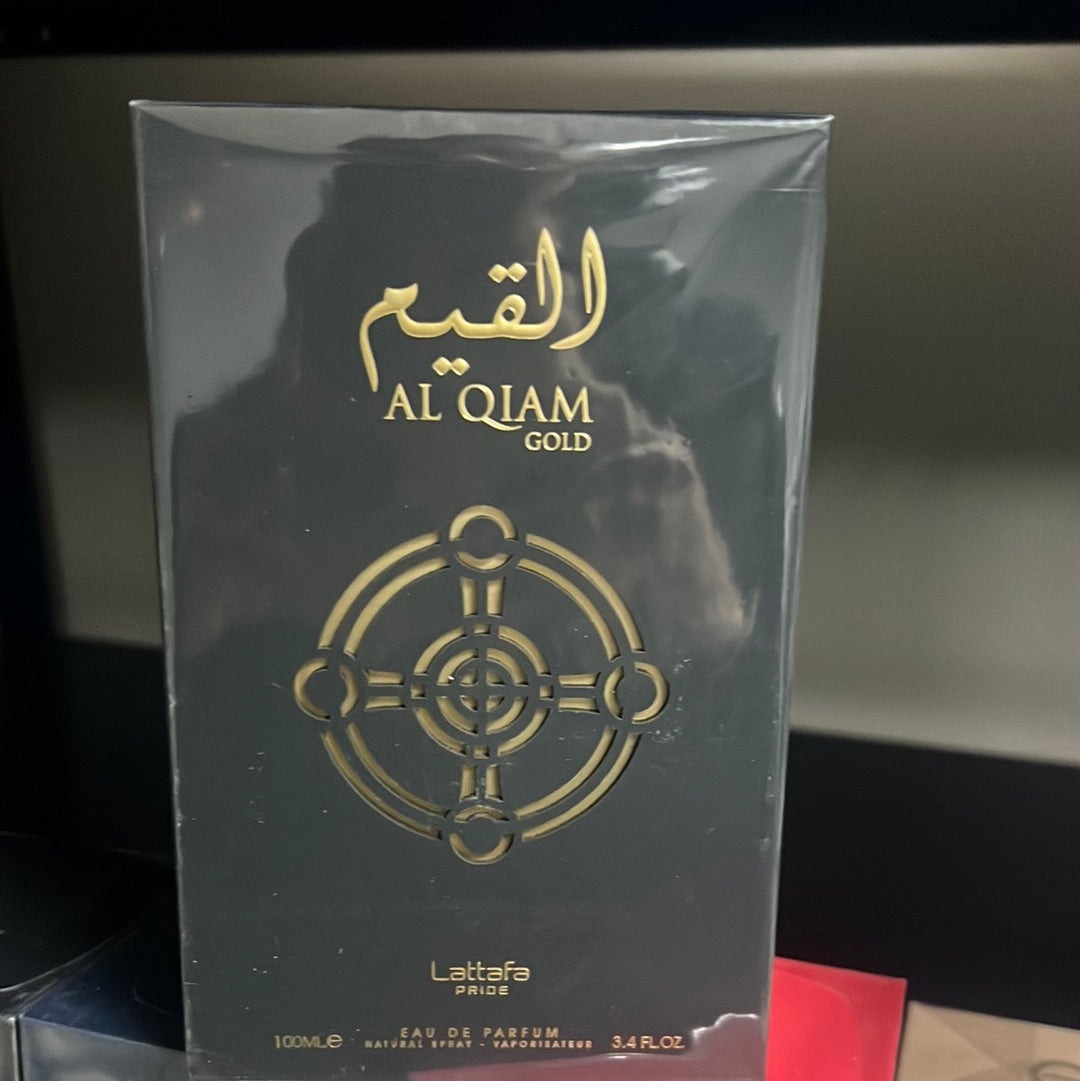 القيم
AL QIAM
GOLD
Lattafa
PRIDE
EAU DE PARFUM
100ML℮ NATURAL SPRAY - VAPORISATEUR 3.4 FL.OZ.